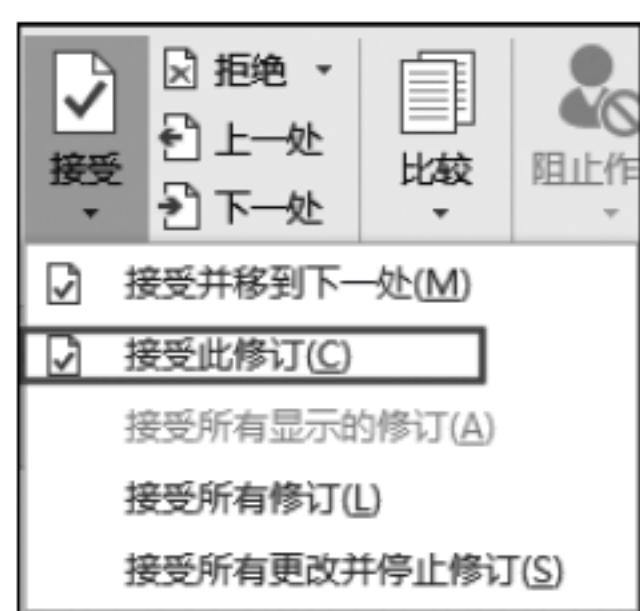 拒绝
上一处
下一处
接受
比较
阻止作
接受并移到下一处(M)
接受此修订(C)
接受所有显示的修订(A)
接受所有修订(L)
接受所有更改并停止修订(S)